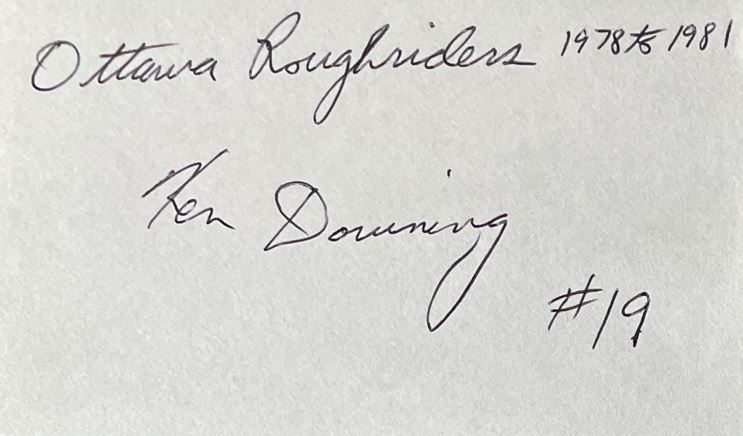 Ottawa Roughriders 1978 to 1981
Ken Downing
#19